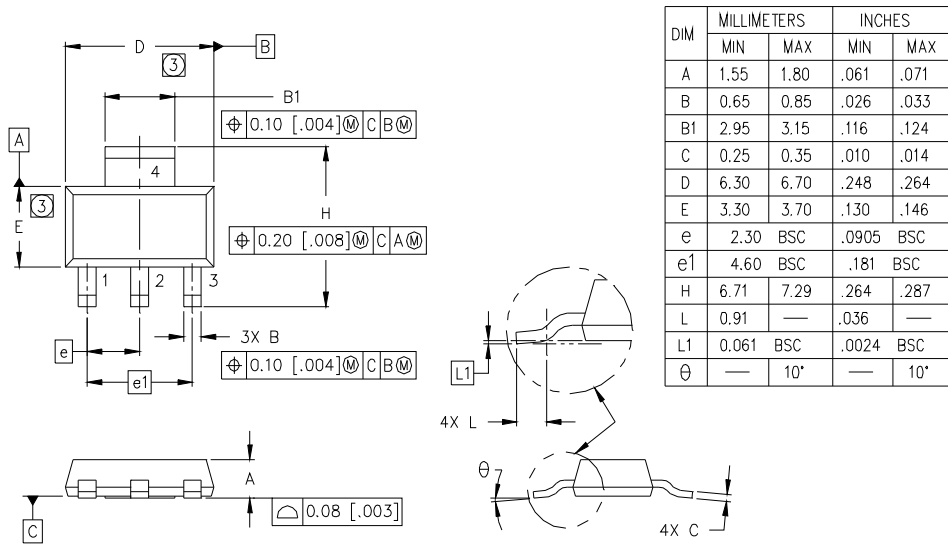 D
B
3
B1
⌖ 0.10 [.004]Ⓜ C BⓂ
A
4
3
E
H
⌖ 0.20 [.008]Ⓜ C AⓂ
1 2 3
e
3X B
e1
⌖ 0.10 [.004]Ⓜ C BⓂ
L1
4X L
A
C
⌓ 0.08 [.003]
θ
4X C
DIM MILLIMETERS INCHES
MIN MAX MIN MAX
A 1.55 1.80 .061 .071
B 0.65 0.85 .026 .033
B1 2.95 3.15 .116 .124
C 0.25 0.35 .010 .014
D 6.30 6.70 .248 .264
E 3.30 3.70 .130 .146
e 2.30 BSC .0905 BSC
e1 4.60 BSC .181 BSC
H 6.71 7.29 .264 .287
L 0.91 — .036 —
L1 0.061 BSC .0024 BSC
θ — 10° — 10°